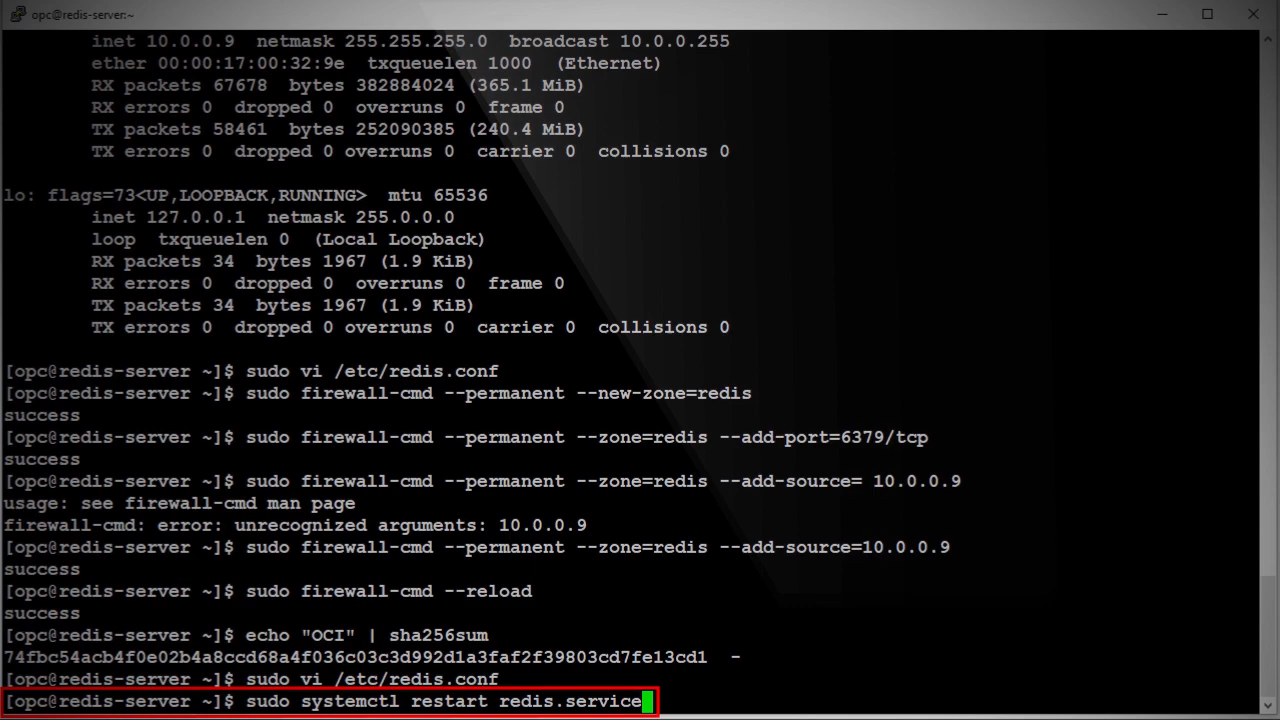 opc@redis-server:~
inet 10.0.0.9 netmask 255.255.255.0 broadcast 10.0.0.255
ether 00:00:17:00:32:9e txqueuelen 1000 (Ethernet)
RX packets 67678 bytes 382884024 (365.1 MiB)
RX errors 0 dropped 0 overruns 0 frame 0
TX packets 58461 bytes 252090385 (240.4 MiB)
TX errors 0 dropped 0 overruns 0 carrier 0 collisions 0
lo: flags=73<UP,LOOPBACK,RUNNING> mtu 65536
inet 127.0.0.1 netmask 255.0.0.0
loop txqueuelen 0 (Local Loopback)
RX packets 34 bytes 1967 (1.9 KiB)
RX errors 0 dropped 0 overruns 0 frame 0
TX packets 34 bytes 1967 (1.9 KiB)
TX errors 0 dropped 0 overruns 0 carrier 0 collisions 0
[opc@redis-server ~]$ sudo vi /etc/redis.conf
[opc@redis-server ~]$ sudo firewall-cmd --permanent --new-zone=redis
success
[opc@redis-server ~]$ sudo firewall-cmd --permanent --zone=redis --add-port=6379/tcp
success
[opc@redis-server ~]$ sudo firewall-cmd --permanent --zone=redis --add-source= 10.0.0.9
usage: see firewall-cmd man page
firewall-cmd: error: unrecognized arguments: 10.0.0.9
[opc@redis-server ~]$ sudo firewall-cmd --permanent --zone=redis --add-source=10.0.0.9
success
[opc@redis-server ~]$ sudo firewall-cmd --reload
success
[opc@redis-server ~]$ echo "OCI" | sha256sum
74fbc54acb4f0e02b4a8ccd68a4f036c03c3d992d1a3faf2f39803cd7fe13cd1 -
[opc@redis-server ~]$ sudo vi /etc/redis.conf
[opc@redis-server ~]$ sudo systemctl restart redis.service